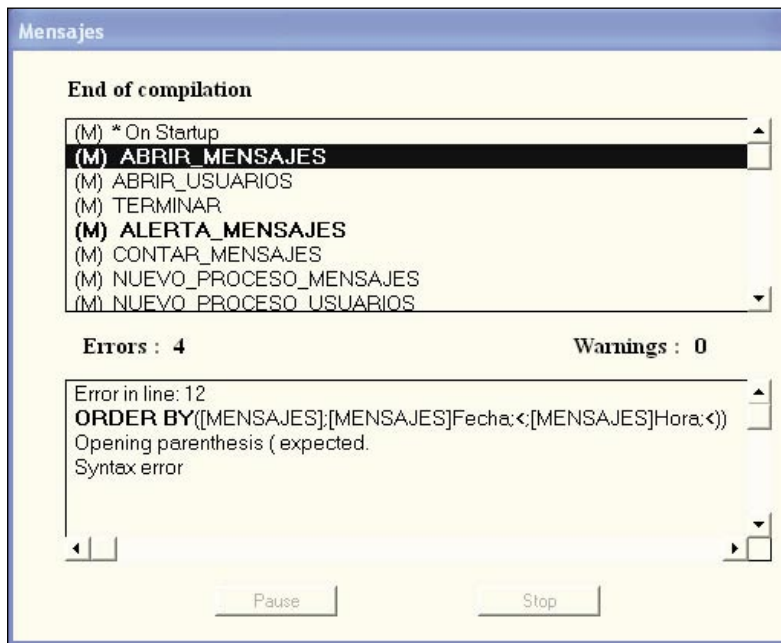 Mensajes
End of compilation
(M) * On Startup
(M) ABRIR_MENSAJES
(M) ABRIR_USUARIOS
(M) TERMINAR
(M) ALERTA_MENSAJES
(M) CONTAR_MENSAJES
(M) NUEVO_PROCESO_MENSAJES
(M) NUEVO_PROCESO_USUARIOS
Errors : 4 Warnings : 0
Error in line: 12
ORDER BY([MENSAJES];[MENSAJES]Fecha;<;[MENSAJES]Hora;<))
Opening parenthesis ( expected.
Syntax error
Pause Stop